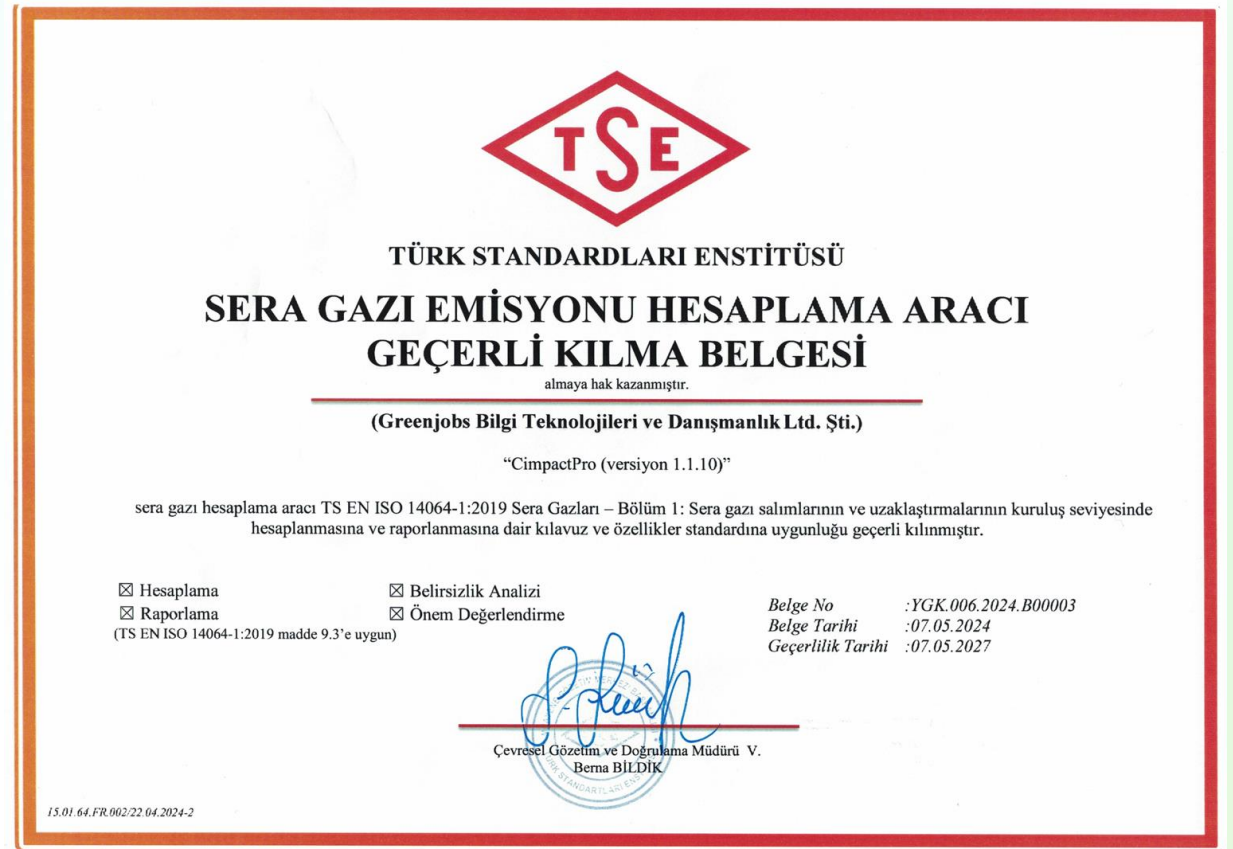 TSE
TÜRK STANDARDLARI ENSTİTÜSÜ
SERA GAZI EMİSYONU HESAPLAMA ARACI
GEÇERLİ KILMA BELGESİ
almaya hak kazanmıştır.
(Greenjobs Bilgi Teknolojileri ve Danışmanlık Ltd. Şti.)
“CimpactPro (versiyon 1.1.10)”
sera gazı hesaplama aracı TS EN ISO 14064-1:2019 Sera Gazları – Bölüm 1: Sera gazı salımlarının ve uzaklaştırmalarının kuruluş seviyesinde
hesaplanmasına ve raporlanmasına dair kılavuz ve özellikler standardına uygunluğu geçerli kılınmıştır.
☒ Hesaplama ☒ Belirsizlik Analizi
☒ Raporlama ☒ Önem Değerlendirme
(TS EN ISO 14064-1:2019 madde 9.3’e uygun)
Belge No :YGK.006.2024.B00003
Belge Tarihi :07.05.2024
Geçerlilik Tarihi :07.05.2027
Çevresel Gözetim ve Doğrulama Müdürü V.
Berna BİLDİK
TÜRK STANDARTLARI
15.01.64.FR.002/22.04.2024-2